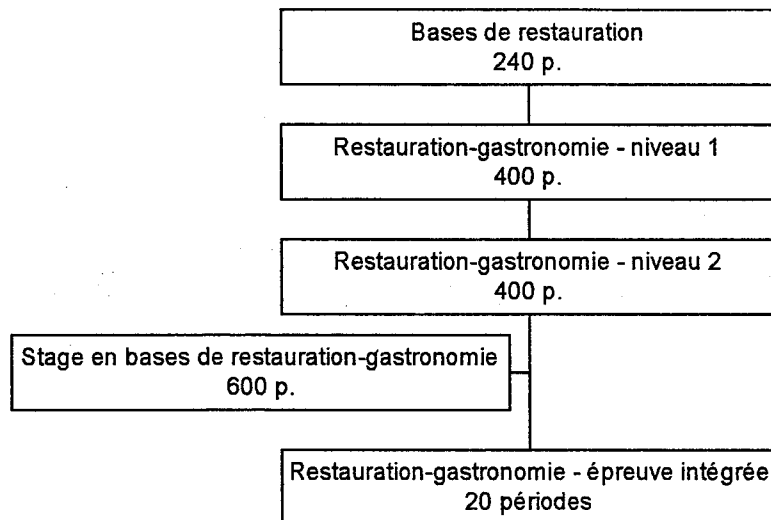 Bases de restauration
240 p.
Restauration-gastronomie - niveau 1
400 p.
Restauration-gastronomie - niveau 2
400 p.
Stage en bases de restauration-gastronomie
600 p.
Restauration-gastronomie - épreuve intégrée
20 périodes